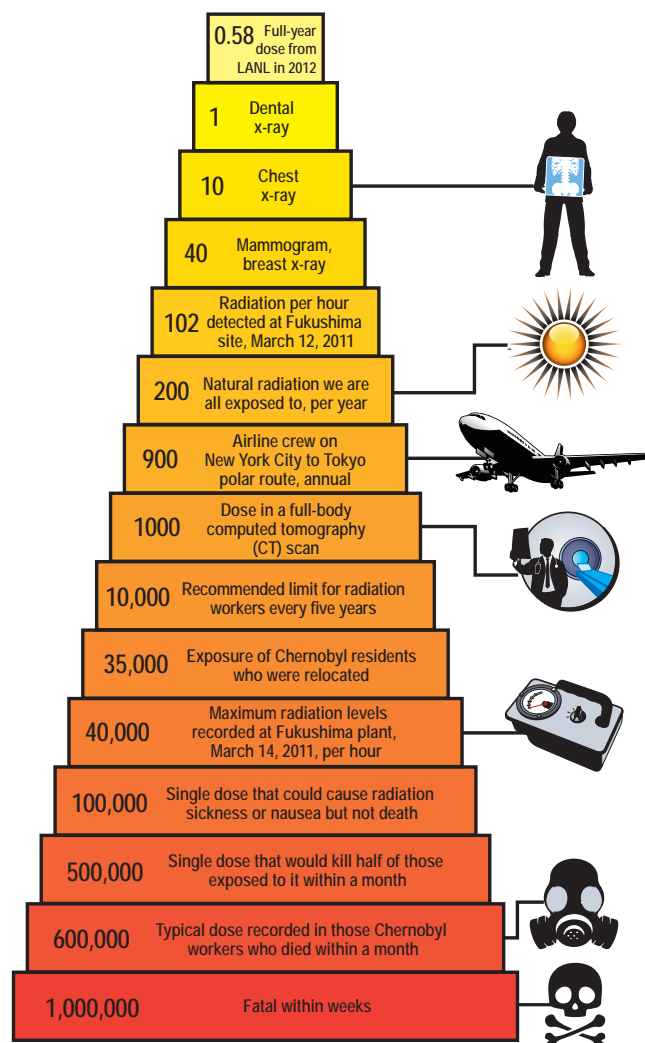 0.58 Full-year
dose from
LANL in 2012
1 Dental
x-ray
10 Chest
x-ray
40 Mammogram,
breast x-ray
102 Radiation per hour
detected at Fukushima
site, March 12, 2011
200 Natural radiation we are
all exposed to, per year
900 Airline crew on
New York City to Tokyo
polar route, annual
1000 Dose in a full-body
computed tomography
(CT) scan
10,000 Recommended limit for radiation
workers every five years
35,000 Exposure of Chernobyl residents
who were relocated
40,000 Maximum radiation levels
recorded at Fukushima plant,
March 14, 2011, per hour
100,000 Single dose that could cause radiation
sickness or nausea but not death
500,000 Single dose that would kill half of those
exposed to it within a month
600,000 Typical dose recorded in those Chernobyl
workers who died within a month
1,000,000 Fatal within weeks